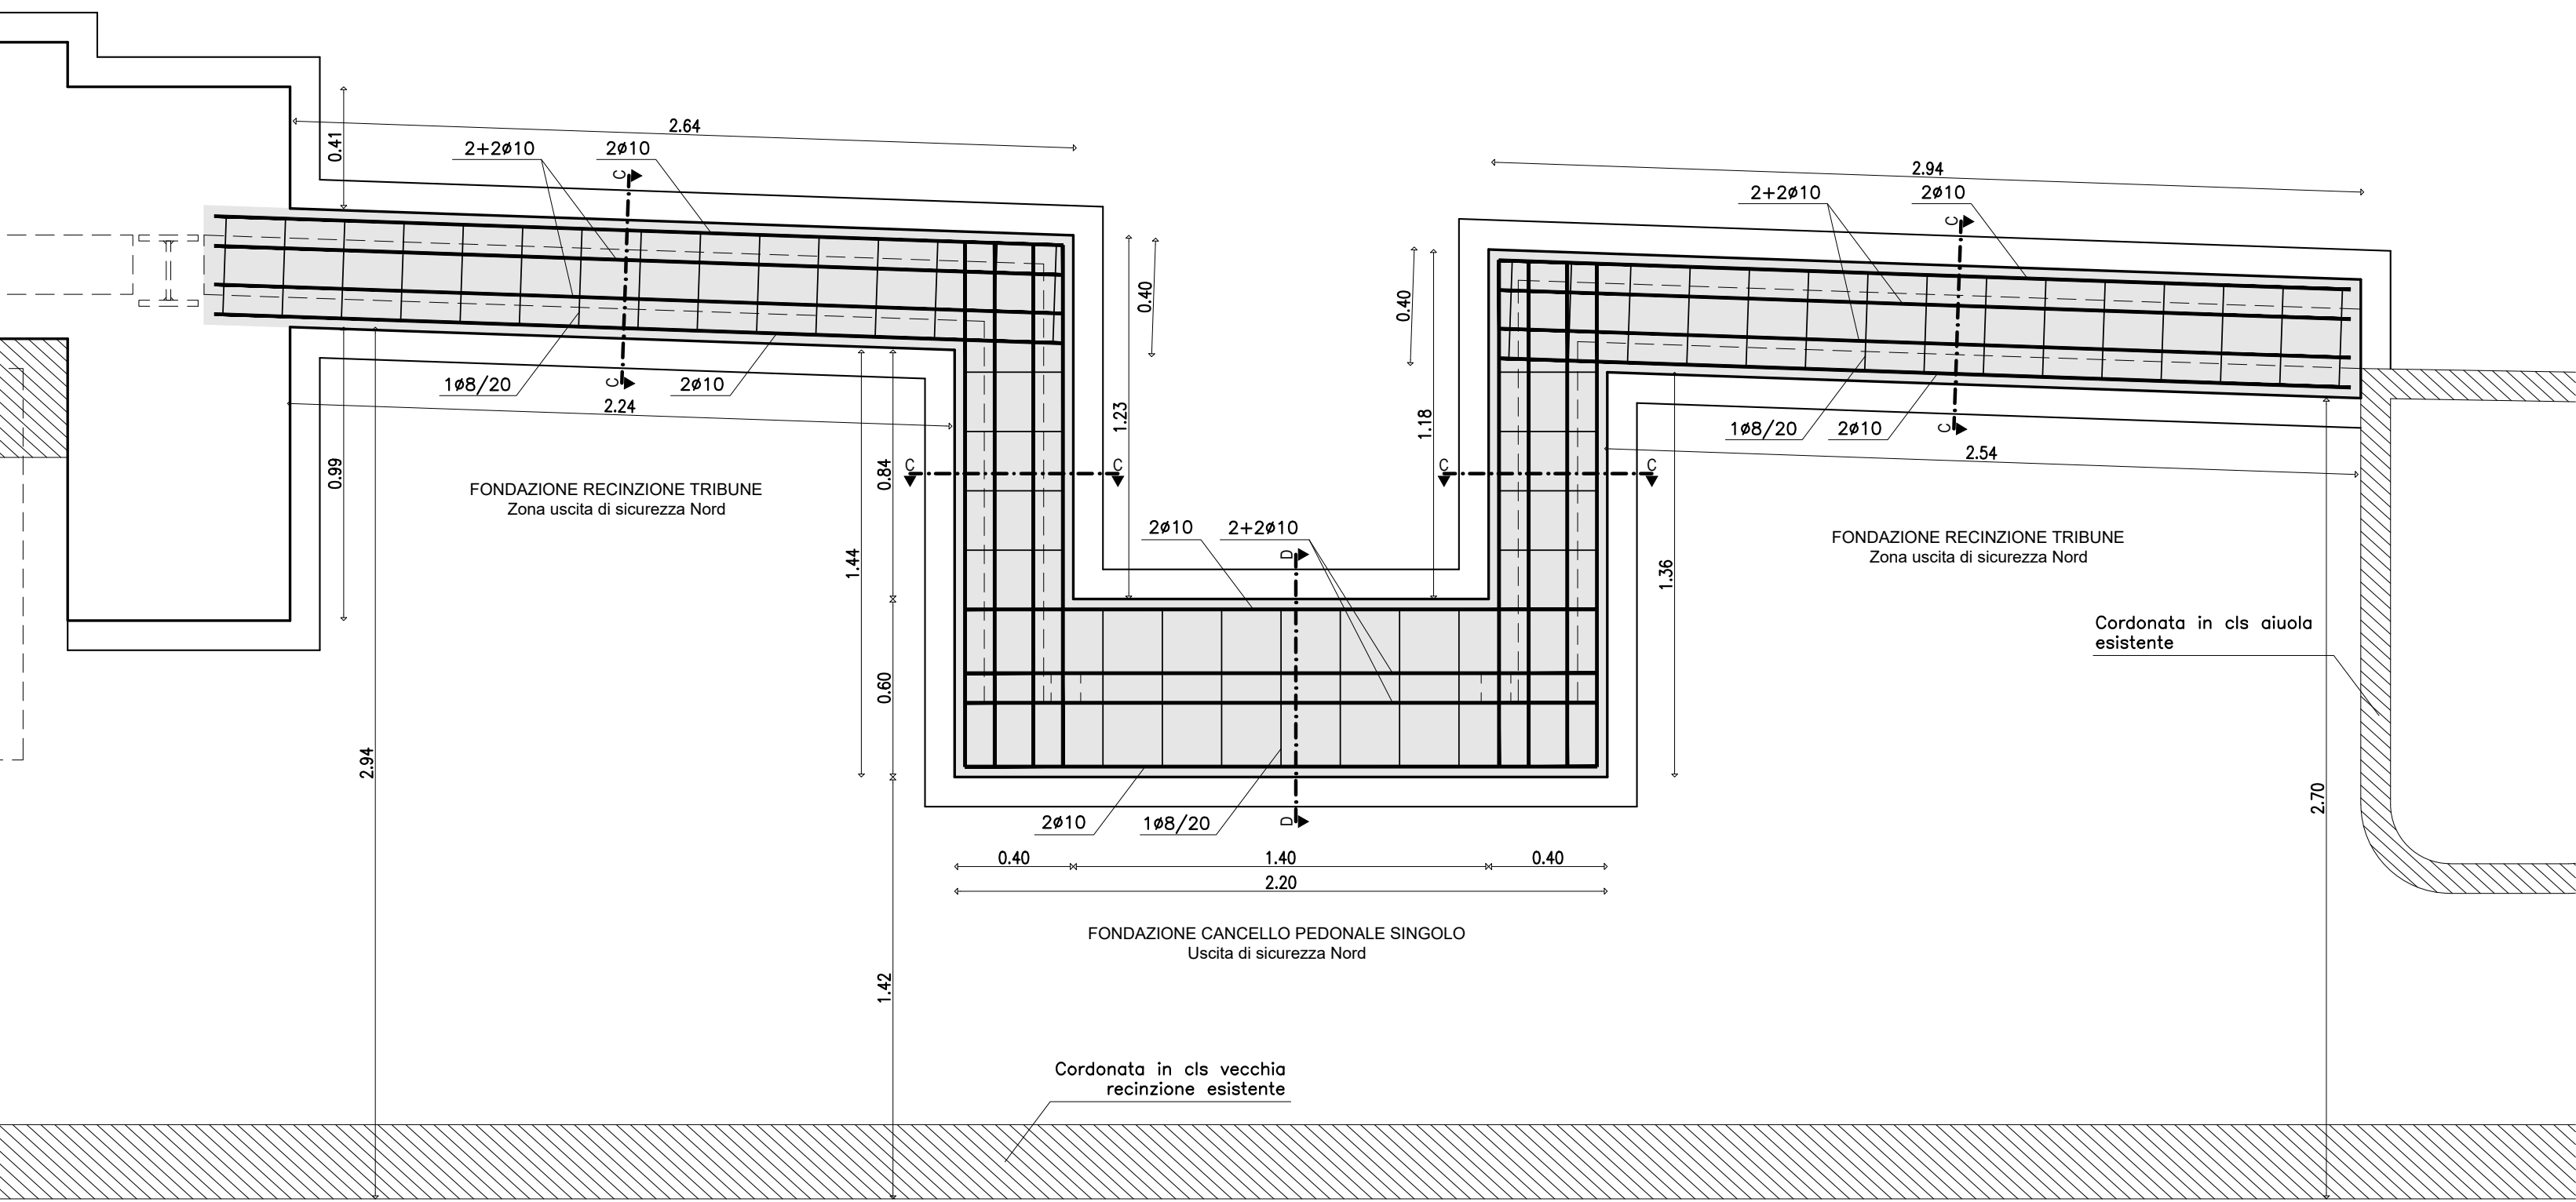 2.64
0.41
2+2ø10
2ø10
C
2.94
2+2ø10
2ø10
C
0.40
0.40
C
1ø8/20
2ø10
2.24
1.23
1.18
1ø8/20
2ø10
C
2.54
0.99
0.84
C
C
C
C
FONDAZIONE RECINZIONE TRIBUNE
Zona uscita di sicurezza Nord
2ø10
2+2ø10
D
FONDAZIONE RECINZIONE TRIBUNE
Zona uscita di sicurezza Nord
1.44
1.36
Cordonata in cls aiuola
esistente
0.60
2.94
2.70
2ø10
1ø8/20
D
0.40
1.40
0.40
2.20
FONDAZIONE CANCELLO PEDONALE SINGOLO
Uscita di sicurezza Nord
1.42
Cordonata in cls vecchia
recinzione esistente